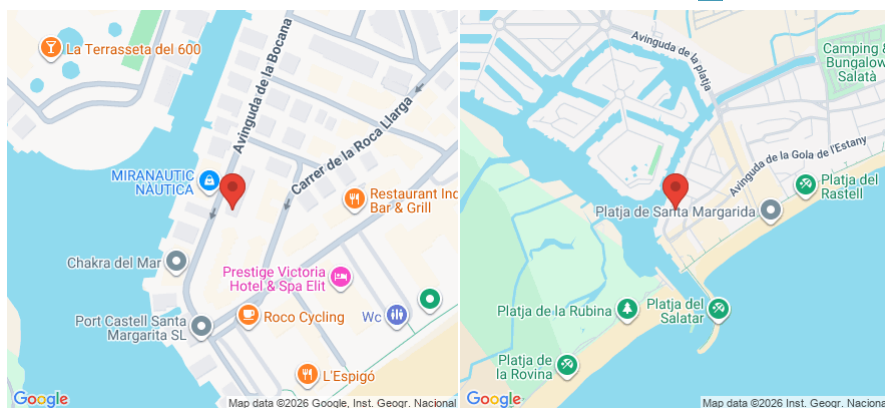 La Terrasseta del 600
Avinguda de la Bocana
Carrer de la Roca Llarga
MIRANAUTIC
NÀUTICA
Restaurant Ind
Bar & Grill
Chakra del Mar
Prestige Victoria
Hotel & Spa Elit
Port Castell Santa
Margarita SL
Roco Cycling
Wc
L'Espigó
Google
Map data ©2026 Google, Inst. Geogr. Nacional
Avinguda de la platja
Camping &
Bungalow
Salatà
Avinguda de la Gola de l'Estany
Platja del
Rastell
Platja de Santa Margarida
Platja de la Rubina
Platja del
Salatar
Platja de
la Rovina
Google
Map data ©2026 Google, Inst. Geogr. Nacional